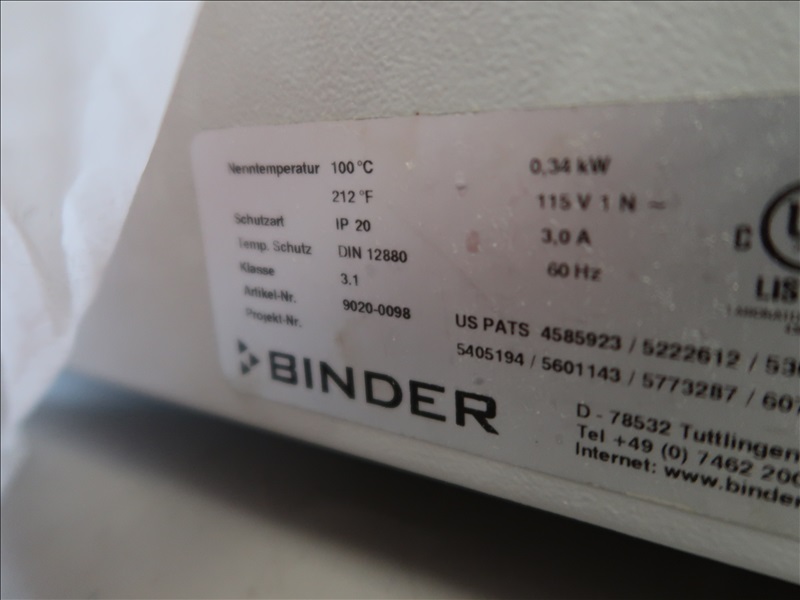 Nenntemperatur 100 °C 0,34 kW
212 °F 115 V 1 N ~
Schutzart IP 20 3,0 A
Temp. Schutz DIN 12880 60 Hz
Klasse 3.1
Artikel-Nr. 9020-0098
Projekt-Nr.
US PATS 4585923 / 5222612 /
5405194 / 5601143 / 5773287 /
BINDER
D - 78532 Tuttlingen
Tel +49 (0) 7462 200
Internet: www.binder
C
LIS